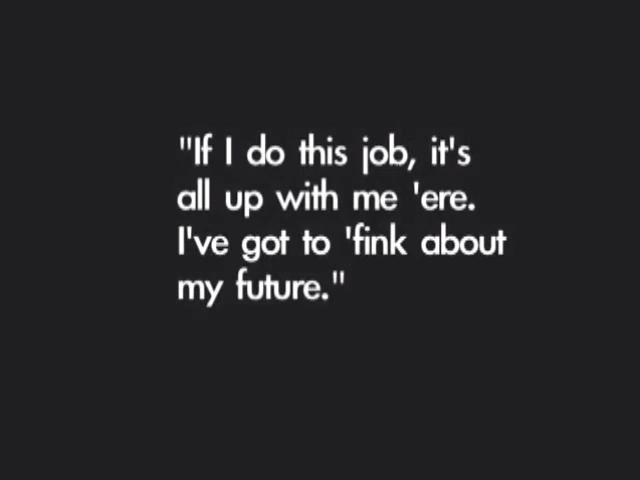 "If I do this job, it's
all up with me 'ere.
I've got to 'fink about
my future."